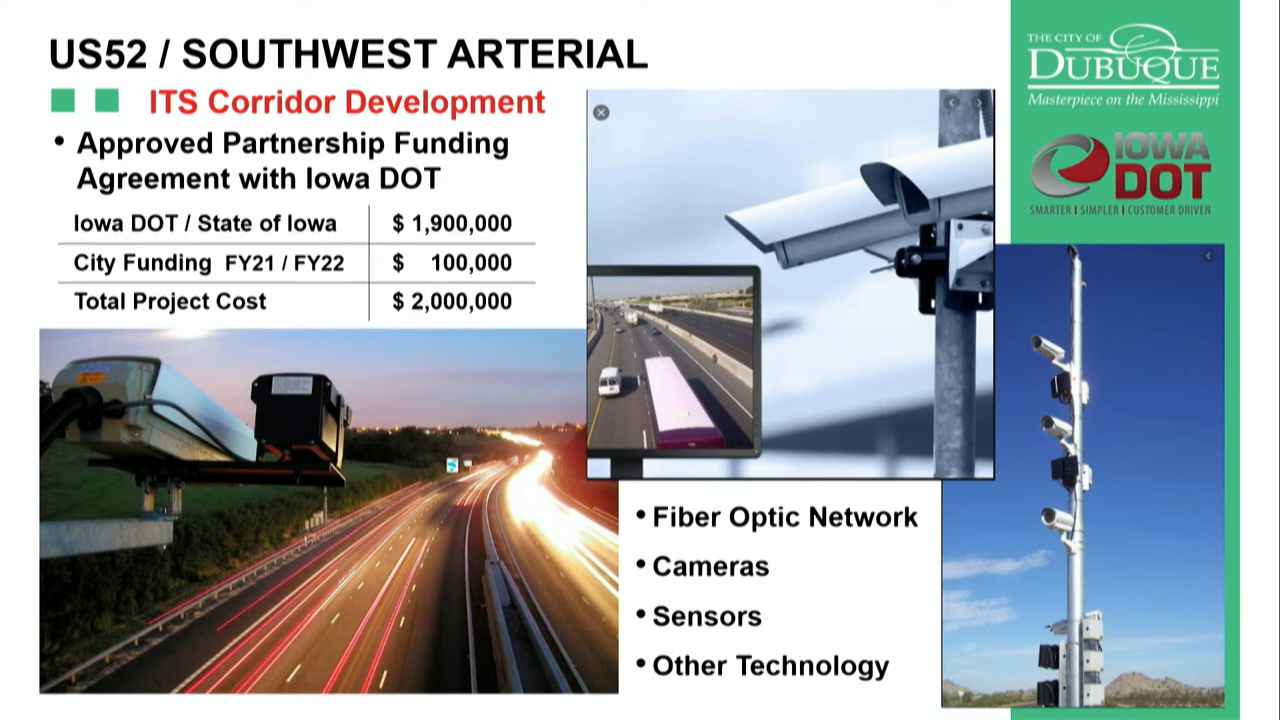 US52 / SOUTHWEST ARTERIAL
ITS Corridor Development
• Approved Partnership Funding
Agreement with Iowa DOT
Iowa DOT / State of Iowa $ 1,900,000
City Funding FY21 / FY22 $ 100,000
Total Project Cost $ 2,000,000
• Fiber Optic Network
• Cameras
• Sensors
• Other Technology
THE CITY OF
DUBUQUE
Masterpiece on the Mississippi
IOWA
DOT
SMARTER | SIMPLER | CUSTOMER DRIVEN